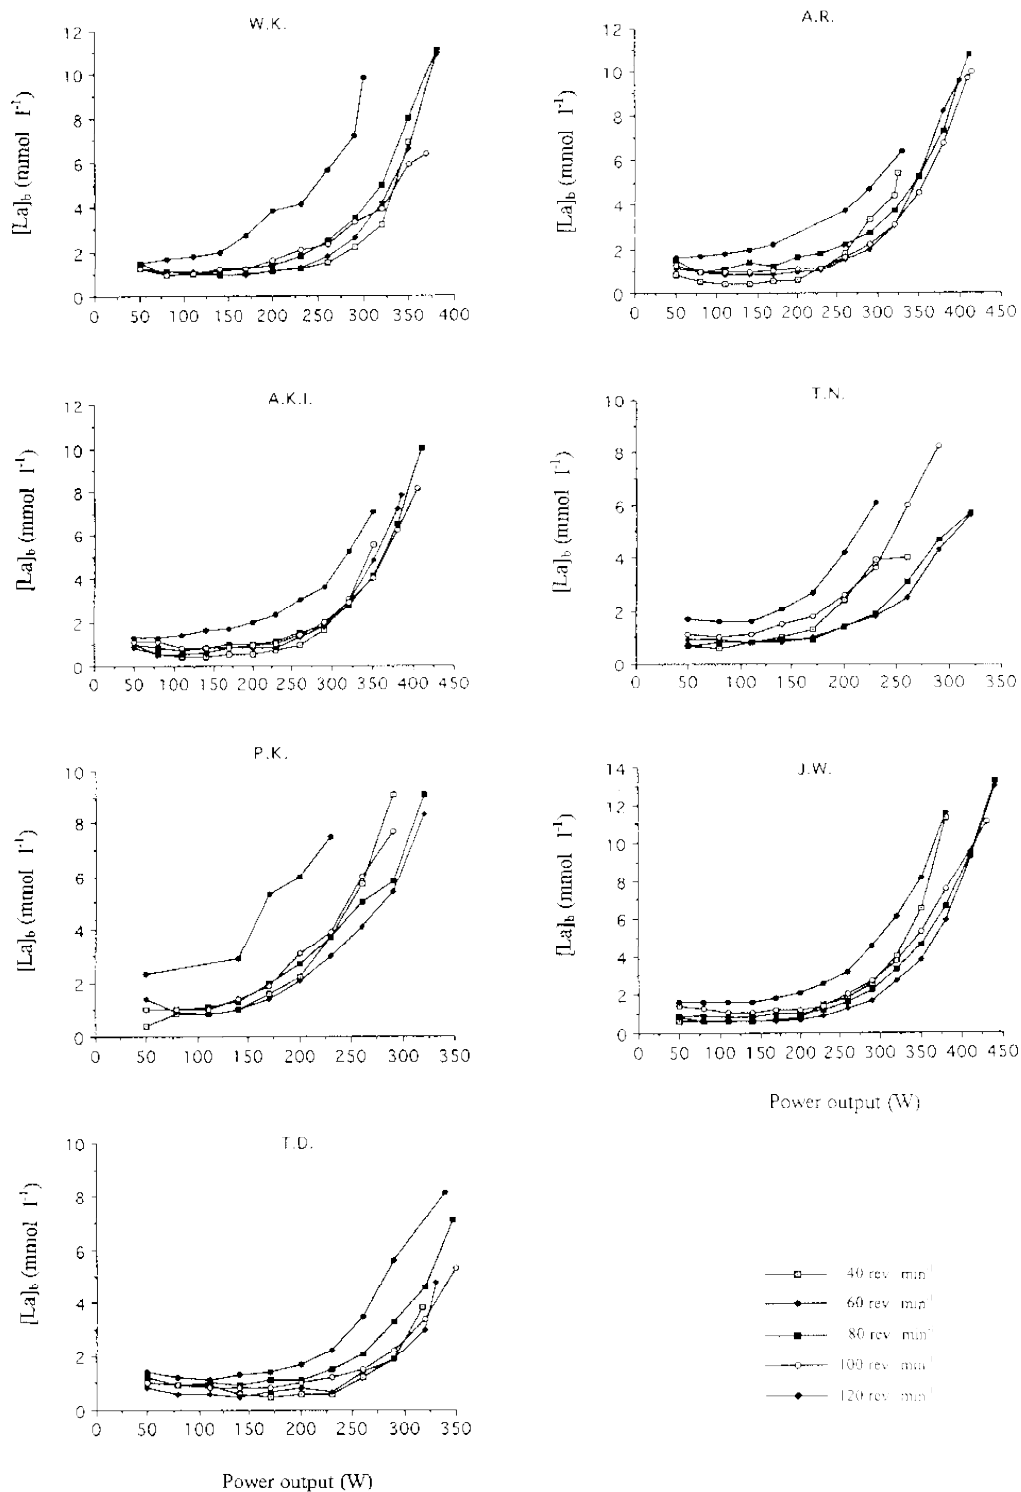 W.K.
[La]b (mmol l-1)
12
10
8
6
4
2
0
0 50 100 150 200 250 300 350 400
A.R.
[La]b (mmol l-1)
12
10
8
6
4
2
0
0 50 100 150 200 250 300 350 400 450
A.K.I.
[La]b (mmol l-1)
12
10
8
6
4
2
0
0 50 100 150 200 250 300 350 400 450
T.N.
[La]b (mmol l-1)
10
8
6
4
2
0
0 50 100 150 200 250 300 350
P.K.
[La]b (mmol l-1)
10
8
6
4
2
0
0 50 100 150 200 250 300 350
J.W.
[La]b (mmol l-1)
14
12
10
8
6
4
2
0
0 50 100 150 200 250 300 350 400 450
Power output (W)
T.D.
[La]b (mmol l-1)
10
8
6
4
2
0
0 50 100 150 200 250 300 350
Power output (W)
40 rev min-1
60 rev min-1
80 rev min-1
100 rev min-1
120 rev min-1